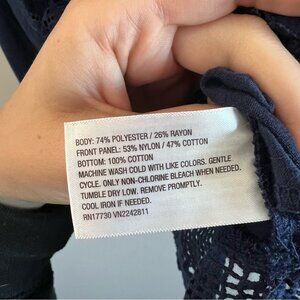 BODY: 74% POLYESTER / 26% RAYON
FRONT PANEL: 53% NYLON / 47% COTTON
BOTTOM: 100% COTTON
MACHINE WASH COLD WITH LIKE COLORS. GENTLE
CYCLE. ONLY NON-CHLORINE BLEACH WHEN NEEDED.
TUMBLE DRY LOW. REMOVE PROMPTLY.
COOL IRON IF NEEDED.
RN17730 VN2242811